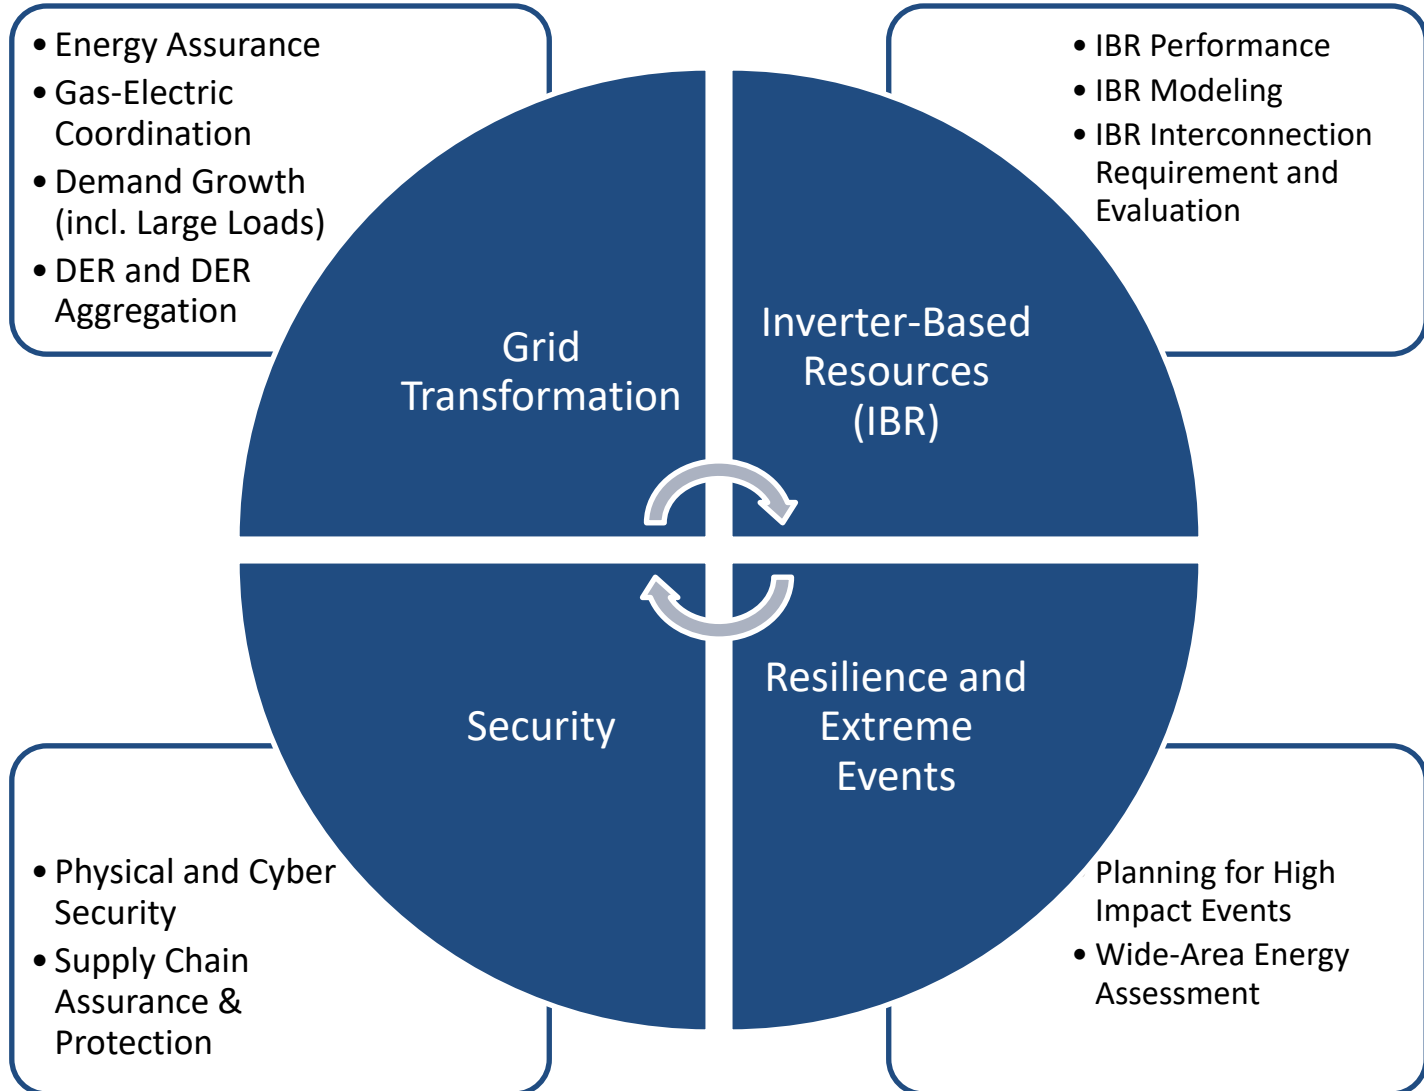 • Energy Assurance
• Gas-Electric
Coordination
• Demand Growth
(incl. Large Loads)
• DER and DER
Aggregation
• IBR Performance
• IBR Modeling
• IBR Interconnection
Requirement and
Evaluation
Grid
Transformation
Inverter-Based
Resources
(IBR)
Security
Resilience and
Extreme
Events
• Physical and Cyber
Security
• Supply Chain
Assurance &
Protection
Planning for High
Impact Events
• Wide-Area Energy
Assessment